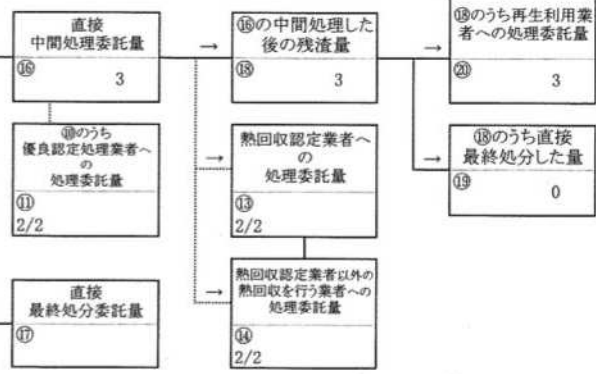 直接
中間処理委託量
⑯
3
→
⑯の中間処理した
後の残渣量
⑱
3
→
⑱のうち再生利用業
者への処理委託量
⑳
3
⑩のうち
優良認定処理業者へ
の
処理委託量
⑪
2/2
→
熱回収認定業者へ
の
処理委託量
⑬
2/2
→
⑱のうち直接
最終処分した量
⑲
0
直接
最終処分委託量
⑰
→
熱回収認定業者以外の
熱回収を行う業者への
処理委託量
⑭
2/2